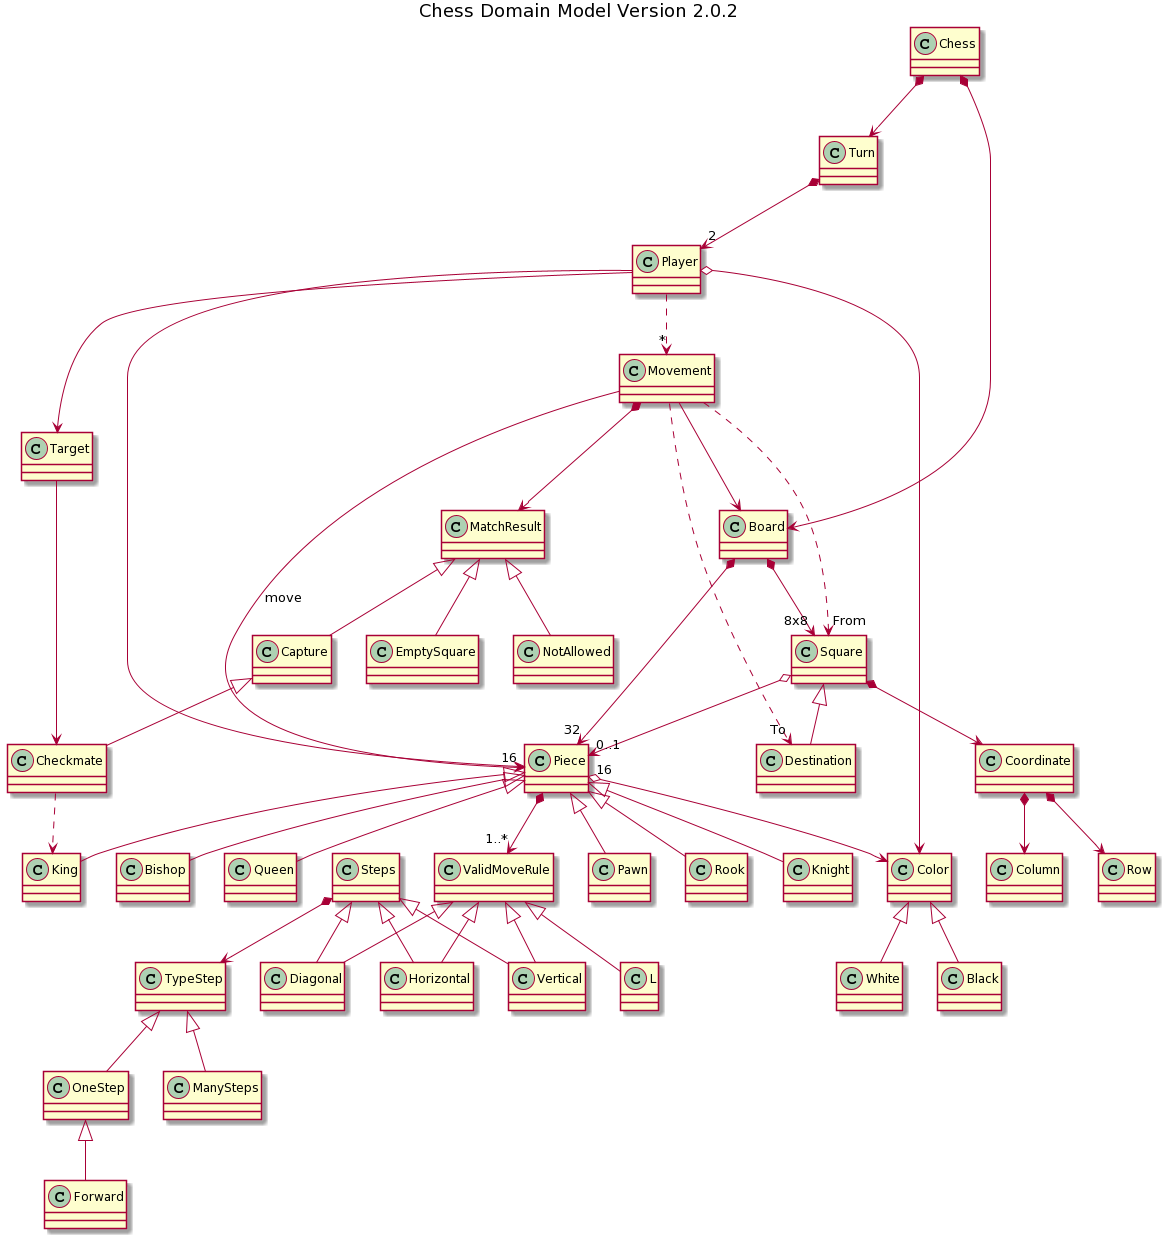 Chess Domain Model Version 2.0.2
C Chess
C Turn
2
C Player
*
C Movement
C Target
C MatchResult
C Board
move
8x8
From
C Capture
C EmptySquare
C NotAllowed
C Square
32
To
0..1
16
C Checkmate
C Piece
16
C Destination
C Coordinate
1..*
C King
C Bishop
C Queen
C Steps
C ValidMoveRule
C Pawn
C Rook
C Knight
C Color
C Column
C Row
C TypeStep
C Diagonal
C Horizontal
C Vertical
C L
C White
C Black
C OneStep
C ManySteps
C Forward